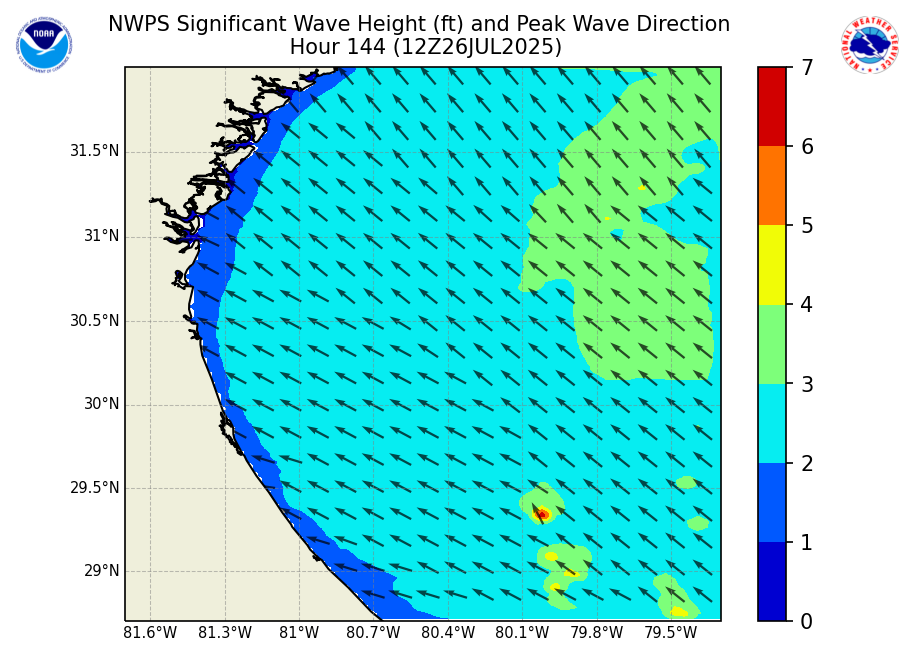 NWPS Significant Wave Height (ft) and Peak Wave Direction
Hour 144 (12Z26JUL2025)
NOAA
NATIONAL WEATHER SERVICE
31.5°N
31°N
30.5°N
30°N
29.5°N
29°N
81.6°W 81.3°W 81°W 80.7°W 80.4°W 80.1°W 79.8°W 79.5°W
7
6
5
4
3
2
1
0